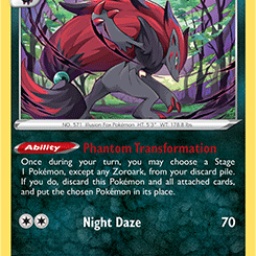 NO. 571 Illusion Fox Pokémon HT: 5'3" WT: 178.8 lbs.
Ability Phantom Transformation
Once during your turn, you may choose a Stage
1 Pokémon, except any Zoroark, from your discard pile.
If you do, discard this Pokémon and all attached cards,
and put the chosen Pokémon in its place.
Night Daze 70